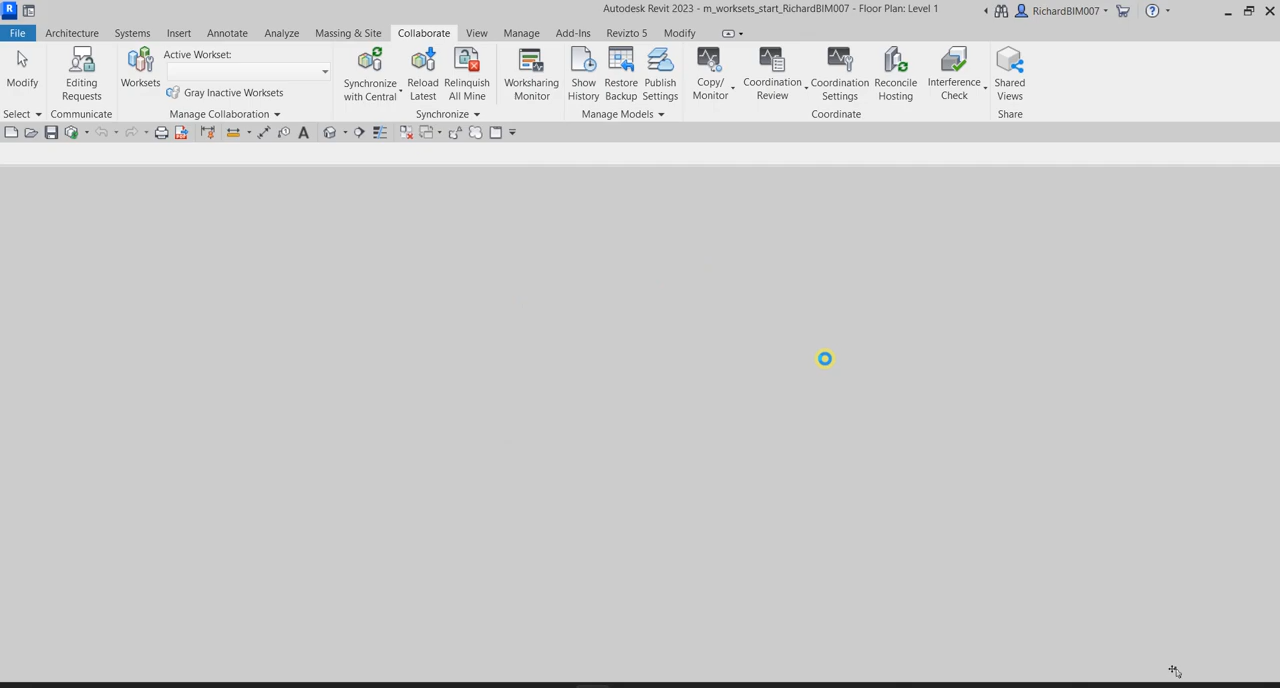 Autodesk Revit 2023 - m_worksets_start_RichardBIM007 - Floor Plan: Level 1
RichardBIM007
File Architecture Systems Insert Annotate Analyze Massing & Site Collaborate View Manage Add-Ins Revizto 5 Modify
Modify
Editing Requests
Worksets
Active Workset:
Gray Inactive Worksets
Synchronize with Central
Reload Latest
Relinquish All Mine
Worksharing Monitor
Show History
Restore Backup
Publish Settings
Copy/ Monitor
Coordination Review
Coordination Settings
Reconcile Hosting
Interference Check
Shared Views
Select Communicate Manage Collaboration Synchronize Manage Models Coordinate Share